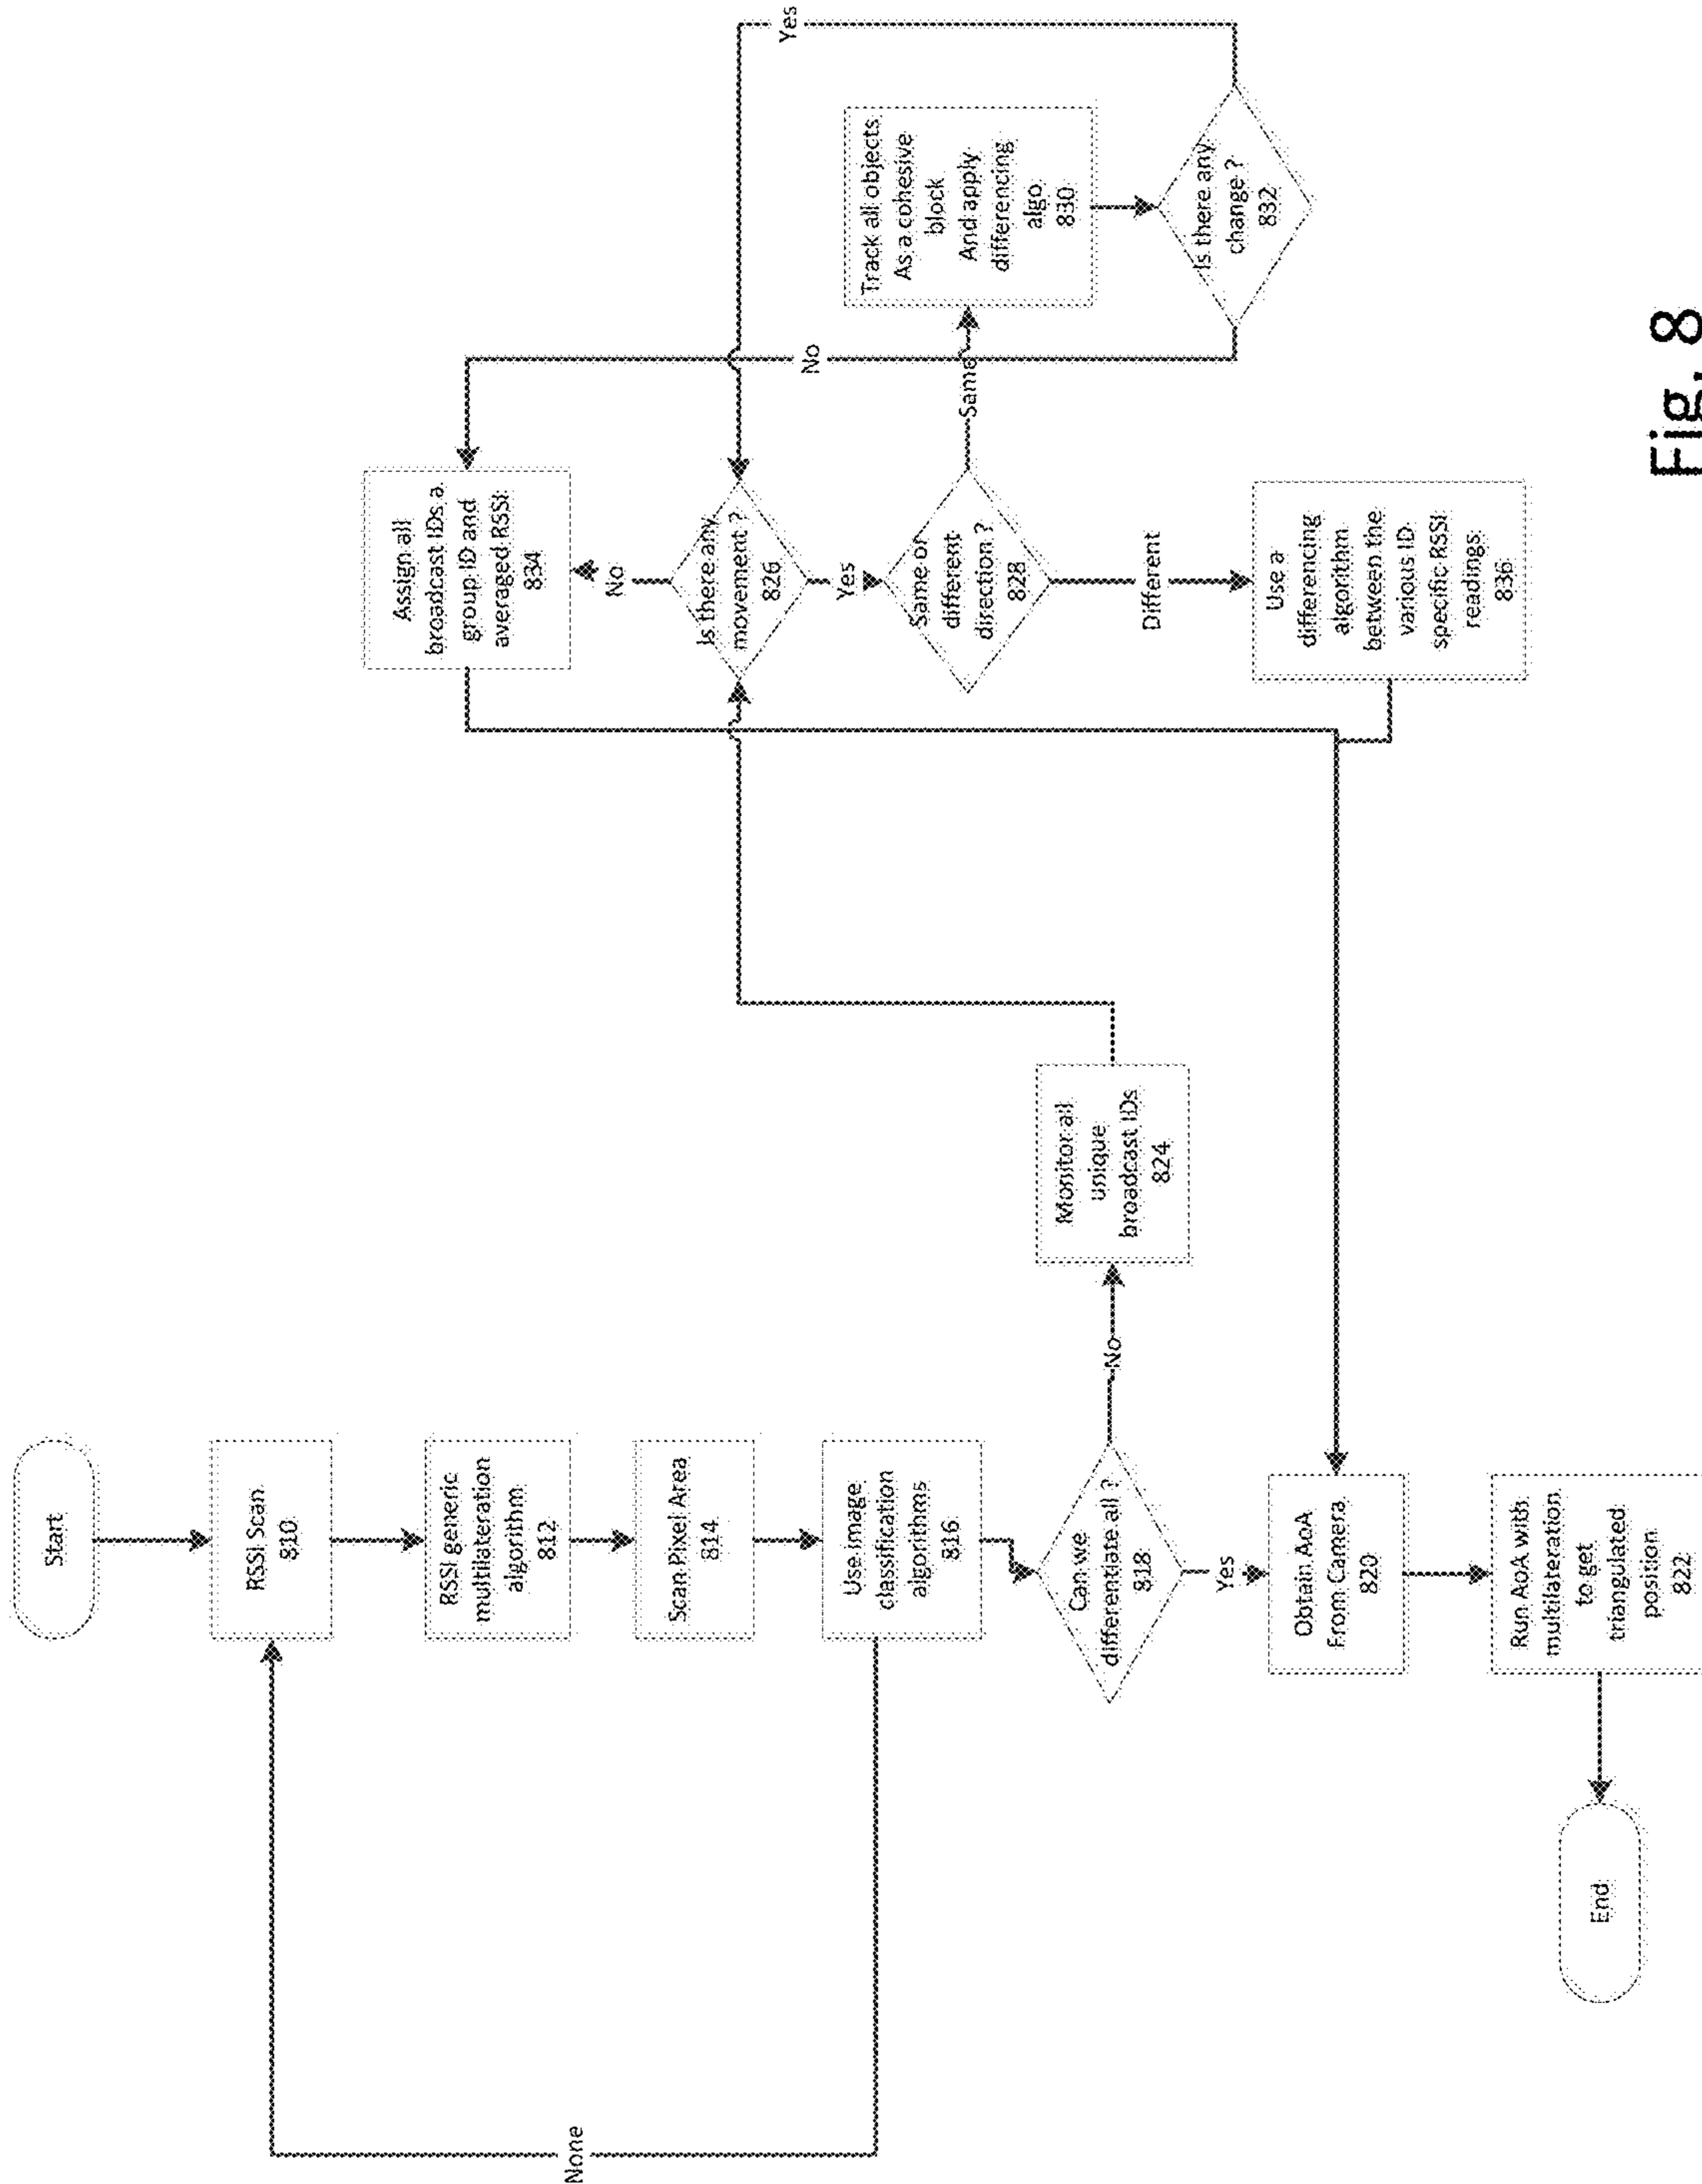 Start
RSSI Scan
810
RSSI generic
multilateration
algorithm
812
Scan Pixel Area
814
Use image
classification
algorithms
816
None
Can we
differentiate all ?
818
No
Yes
Obtain AoA
From Camera
820
Run AoA with
multilateration
to get
triangulated
position
822
End
Monitor all
unique
broadcast IDs
824
Is there any
movement ?
826
No
Yes
Assign all
broadcast IDs a
group ID and
averaged RSSI
834
Same or
different
direction ?
828
Same
Different
Track all objects
As a cohesive
block
And apply
differencing
algo
830
Is there any
change ?
832
No
Yes
Use a
differencing
algorithm
between the
various ID
specific RSSI
readings
836
Fig. 8